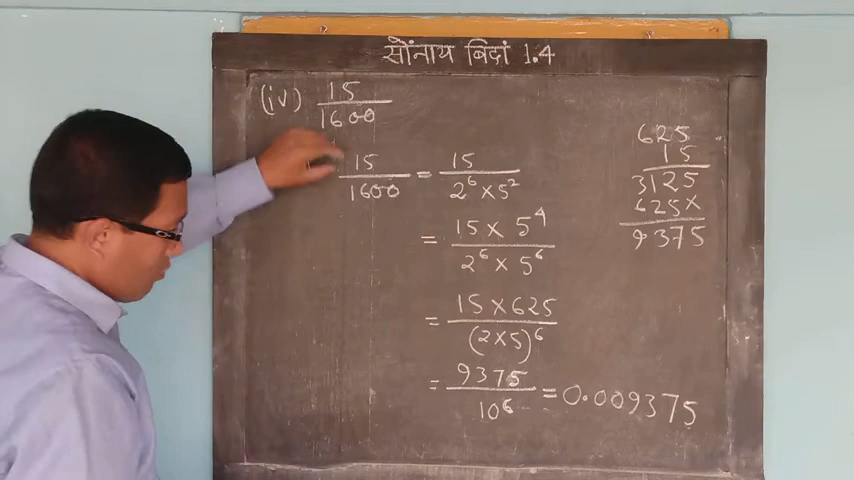 सोंनाय बिदां 1.4
(iv) 15/1600
15/1600 = 15/2⁶×5²
= 15×5⁴/2⁶×5⁶
= 15×625/(2×5)⁶
= 9375/10⁶ = 0.009375
625
15
3125
625×
9375